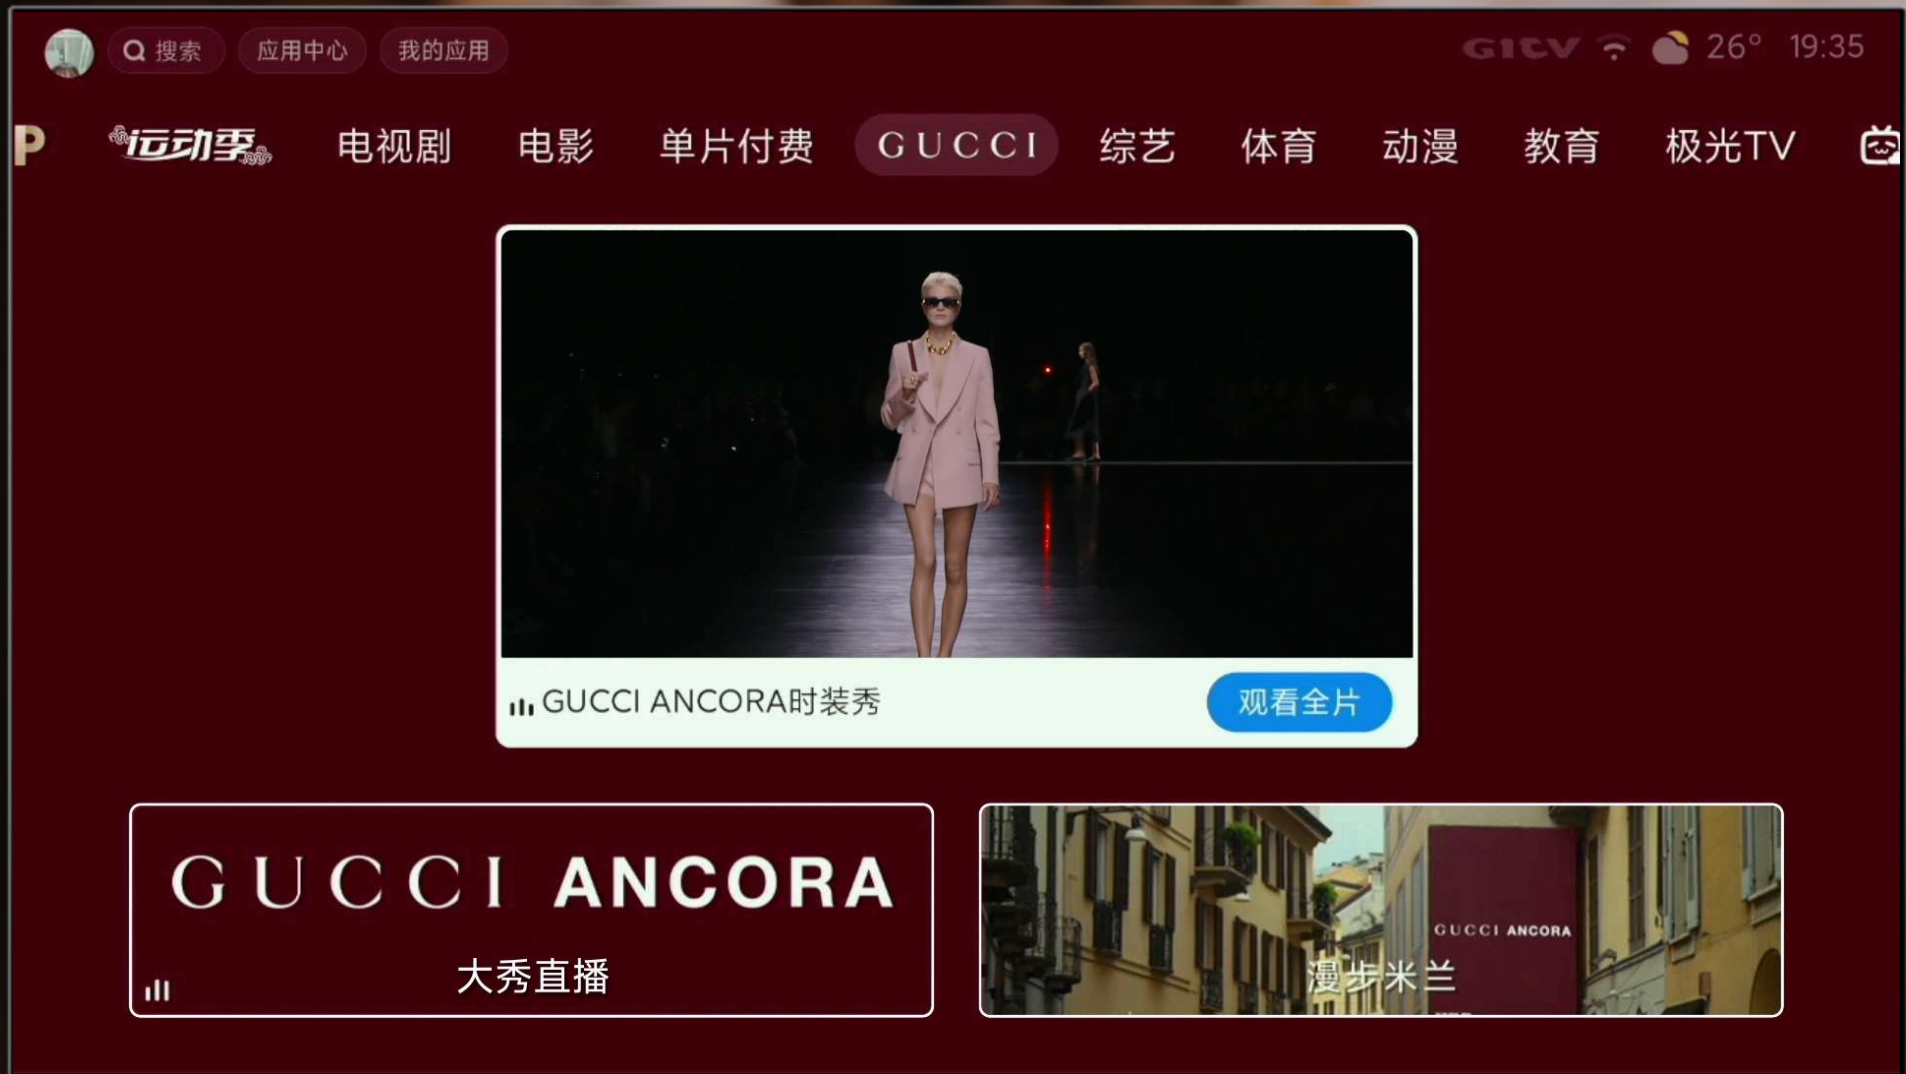 搜索 应用中心 我的应用 GITV 26° 19:35
P 运动季 电视剧 电影 单片付费 GUCCI 综艺 体育 动漫 教育 极光TV
GUCCI ANCORA时装秀 观看全片
GUCCI ANCORA
大秀直播
GUCCI ANCORA
漫步米兰